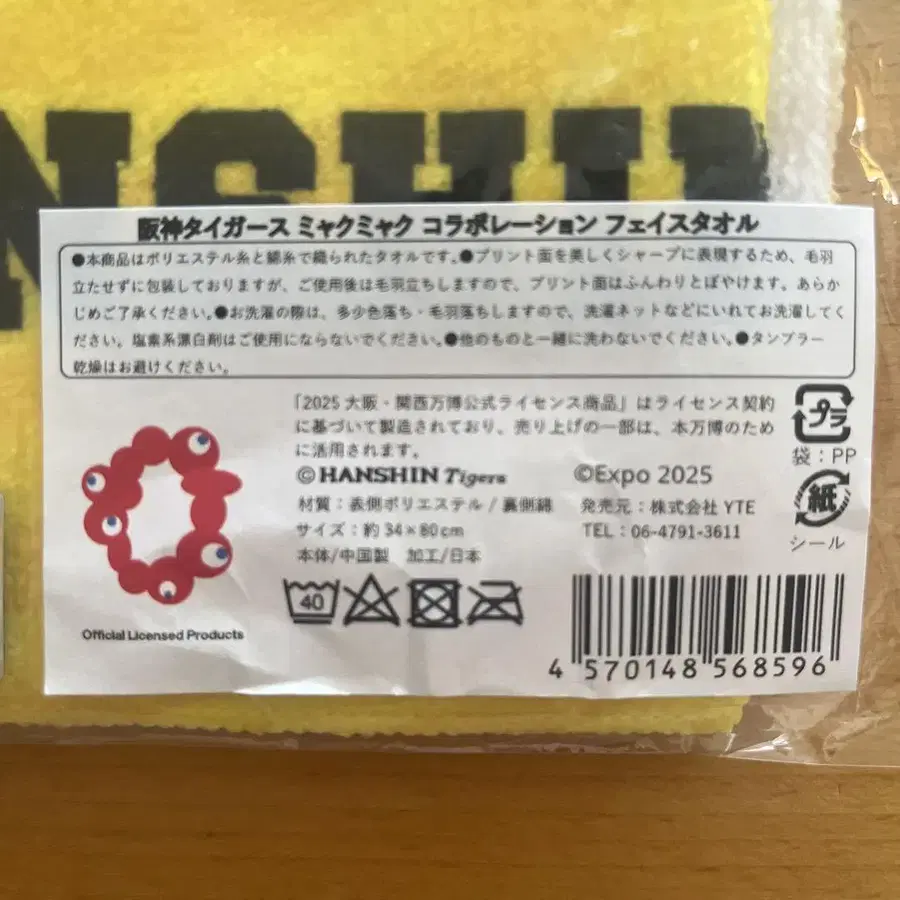 NSHIN
阪神タイガース ミャクミャク コラボレーション フェイスタオル
●本商品はポリエステル糸と綿糸で織られたタオルです。●プリント面を美しくシャープに表現するため、毛羽
立たせずに包装しておりますが、ご使用後は毛羽立ちしますので、プリント面はふんわりとぼやけます。あらか
じめご了承ください。●お洗濯の際は、多少色落ち・毛羽落ちしますので、洗濯ネットなどにいれてお洗濯してく
ださい。塩素系漂白剤はご使用にならないでください。●他のものと一緒に洗わないでください。●タンブラー
乾燥はお避けください。
「2025 大阪・関西万博公式ライセンス商品」はライセンス契約
に基づいて製造されており、売り上げの一部は、本万博のため
に活用されます。
©HANSHIN Tigers ©Expo 2025
材質：表側ポリエステル / 裏側綿 発売元：株式会社 YTE
サイズ：約 34×80cm TEL：06-4791-3611
本体/中国製 加工/日本
プラ
袋：PP
紙
シール
40
Official Licensed Products
4 570148 568596